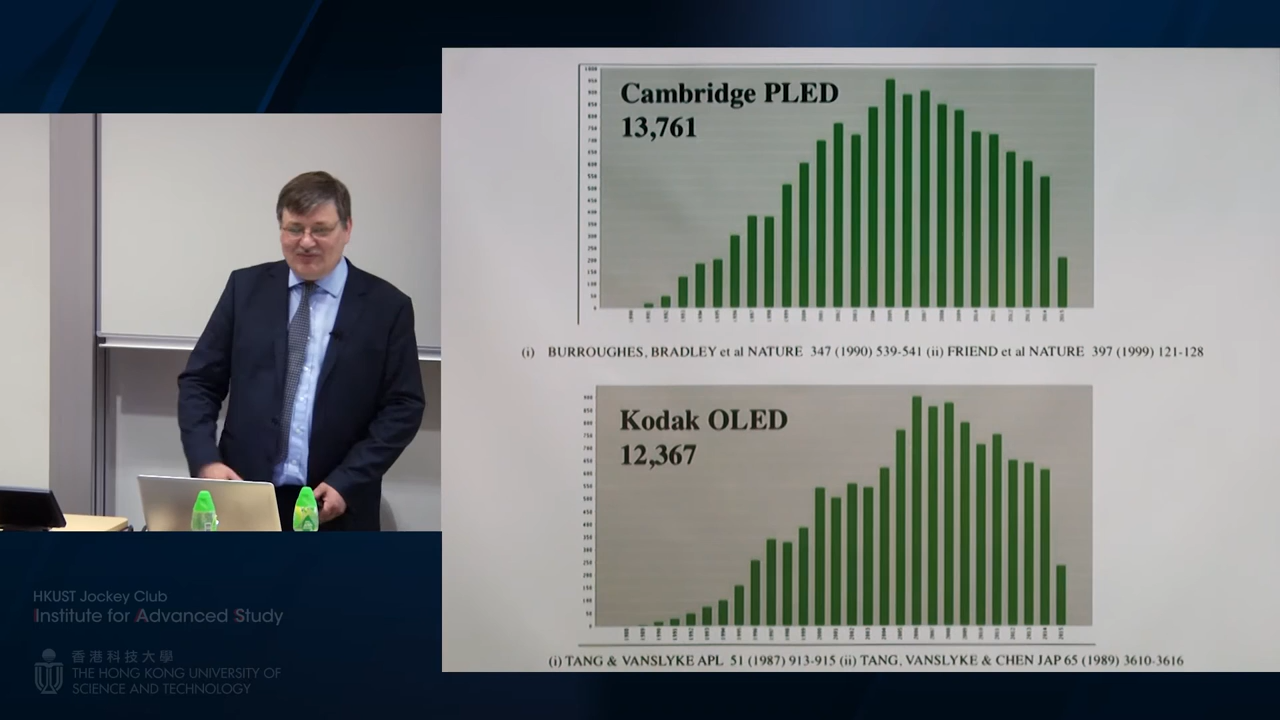 Cambridge PLED
13,761
(i) BURROUGHES, BRADLEY et al NATURE 347 (1990) 539-541 (ii) FRIEND et al NATURE 397 (1999) 121-128
Kodak OLED
12,367
(i) TANG & VANSLYKE APL 51 (1987) 913-915 (ii) TANG, VANSLYKE & CHEN JAP 65 (1989) 3610-3616
HKUST Jockey Club
Institute for Advanced Study
香港科技大學
THE HONG KONG UNIVERSITY OF
SCIENCE AND TECHNOLOGY